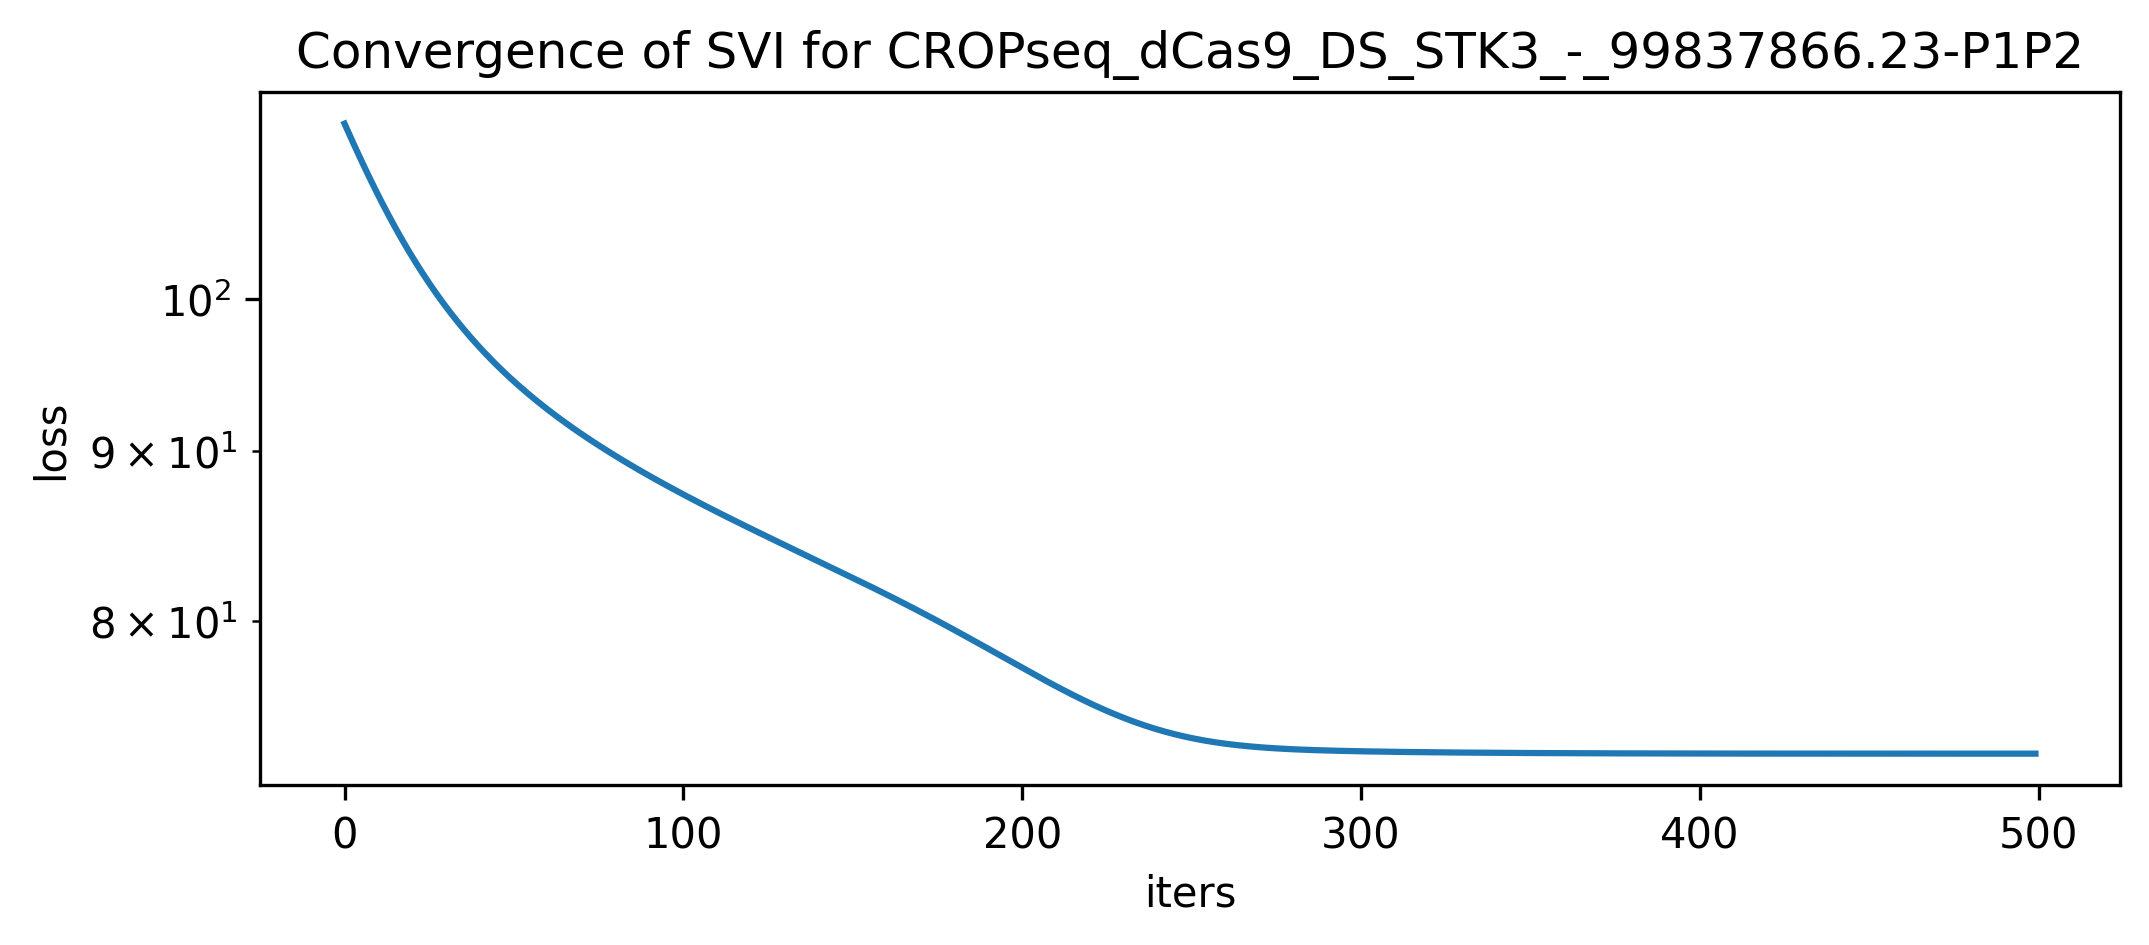 Convergence of SVI for CROPseq_dCas9_DS_STK3_-_99837866.23-P1P2
10²
9 × 10¹
8 × 10¹
loss
0 100 200 300 400 500
iters